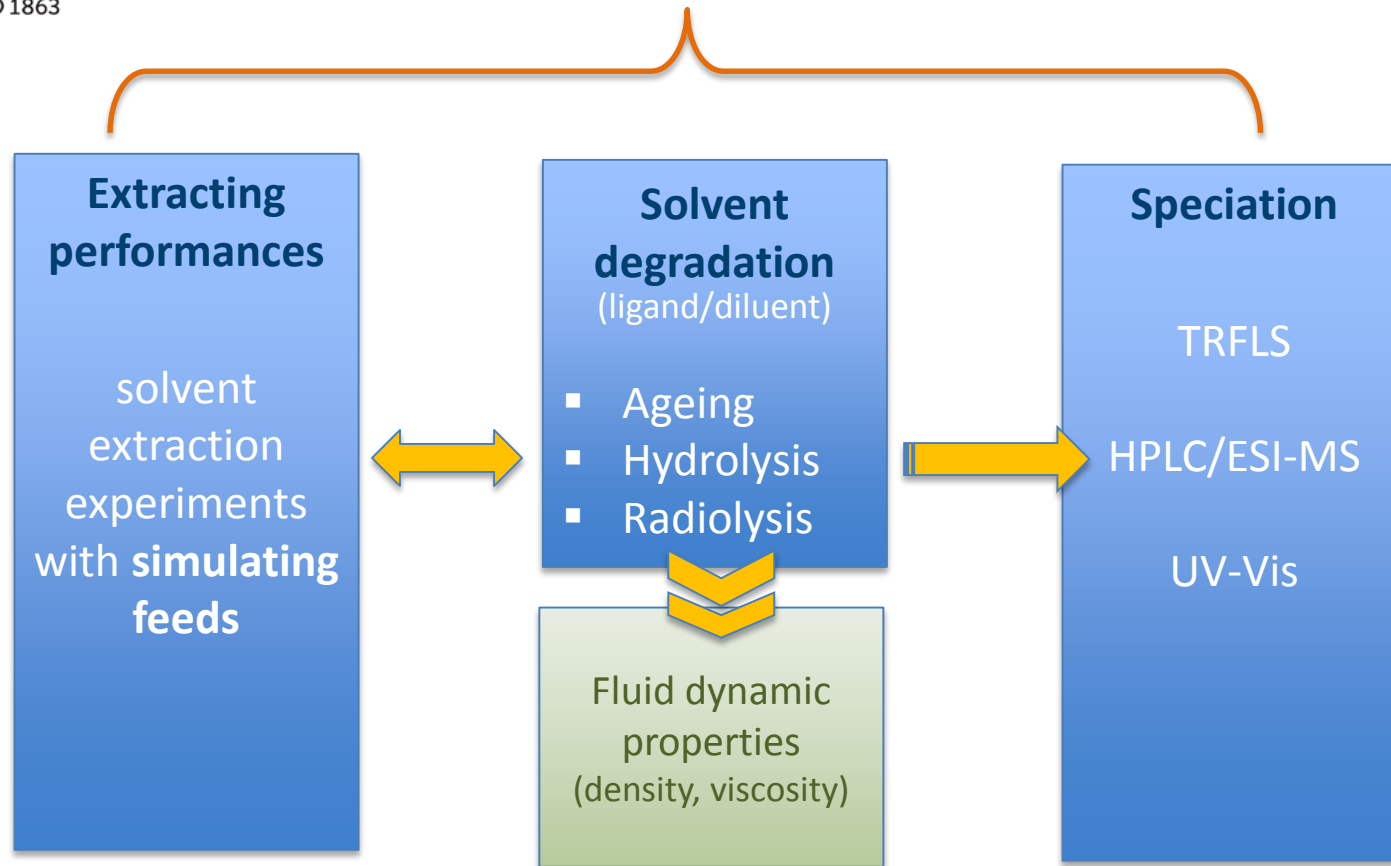 1863
Extracting
performances
solvent
extraction
experiments
with simulating
feeds
Solvent
degradation
(ligand/diluent)
▪ Ageing
▪ Hydrolysis
▪ Radiolysis
Fluid dynamic
properties
(density, viscosity)
Speciation
TRFLS
HPLC/ESI-MS
UV-Vis